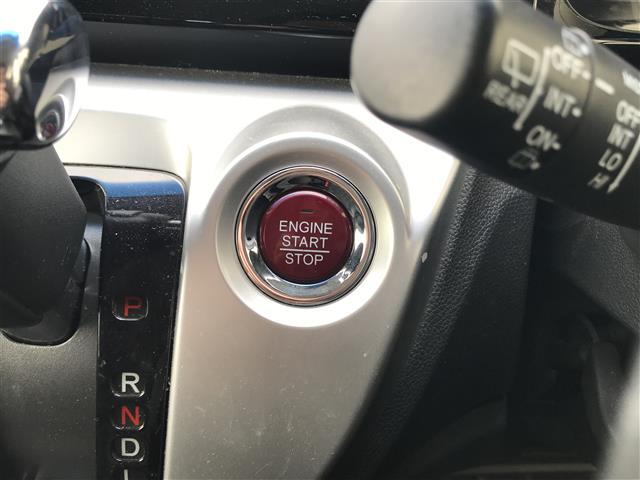 ENGINE
START
STOP
P
R
N
D
REAR
OFF
INT
ON
OFF
INT
LO
HI